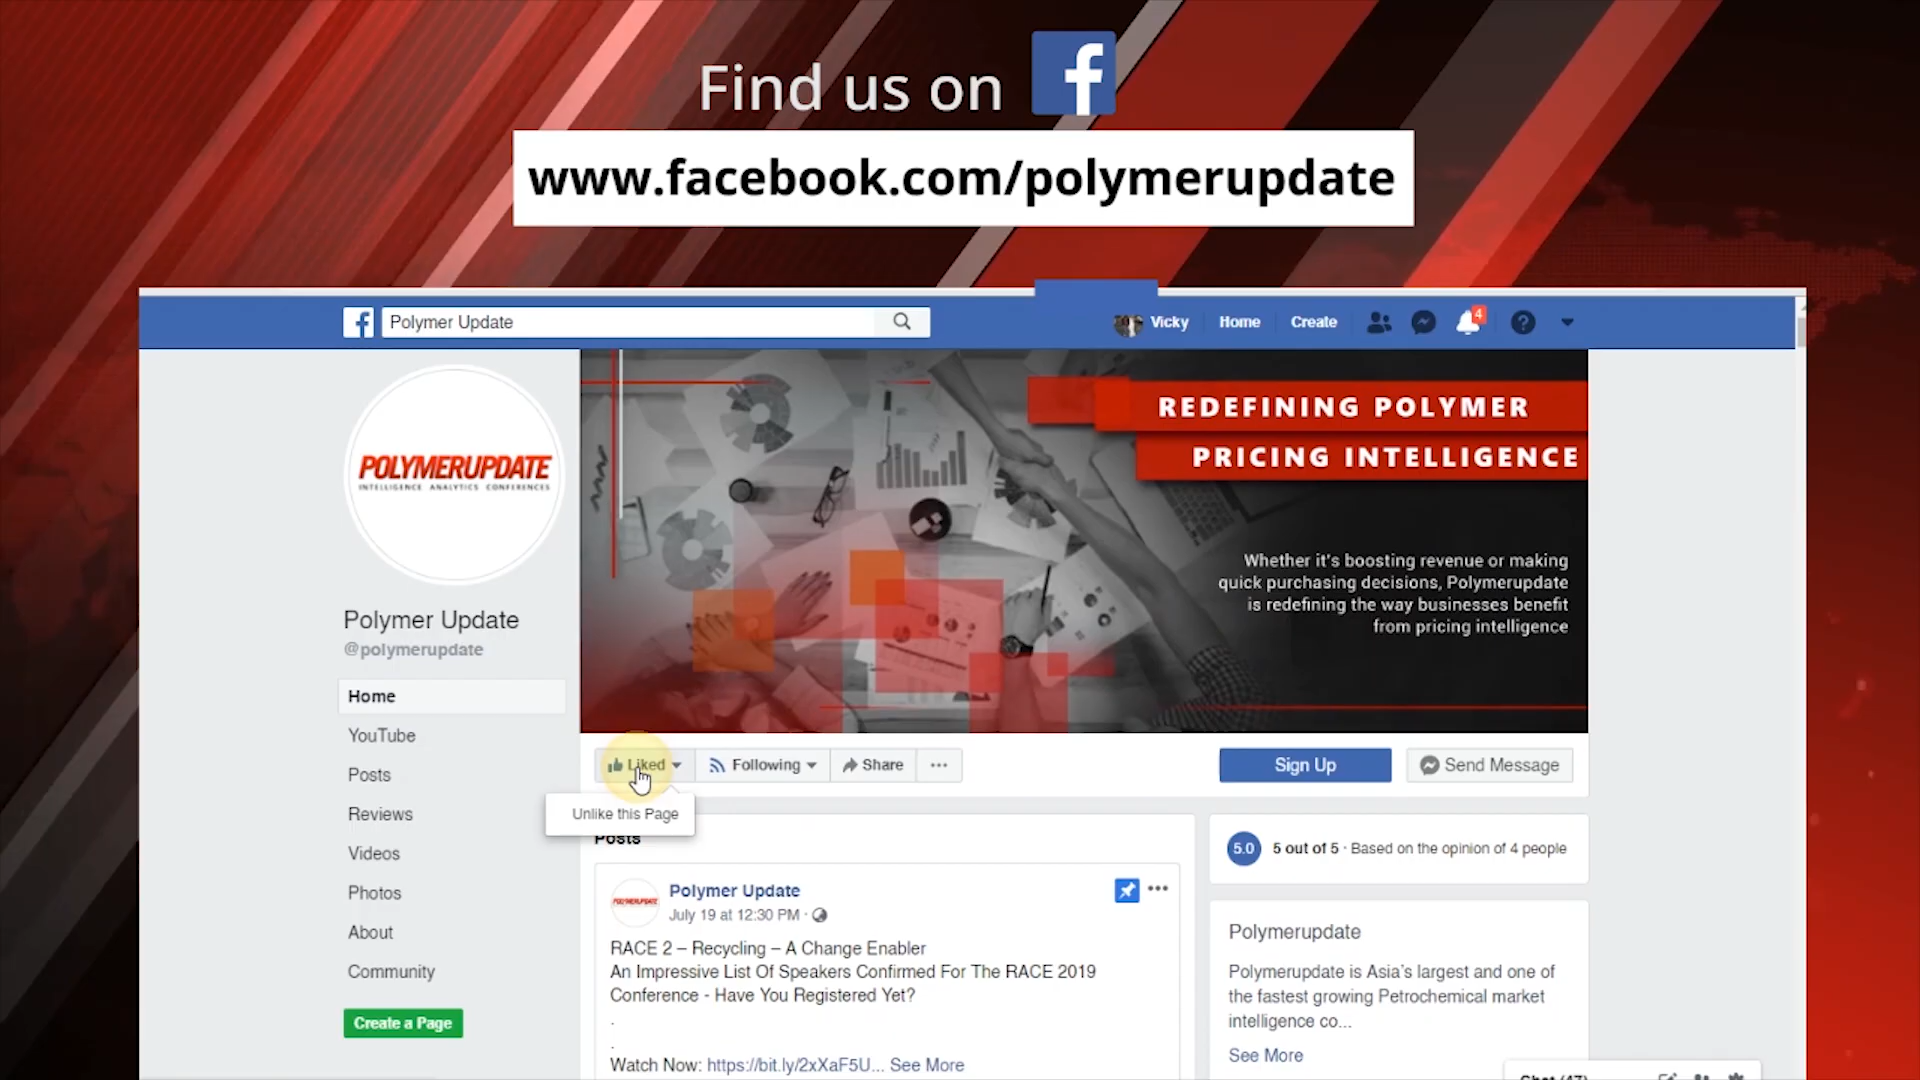 Find us on f
www.facebook.com/polymerupdate
f Polymer Update
Vicky Home Create 4 ?
REDEFINING POLYMER
PRICING INTELLIGENCE
POLYMERUPDATE
INTELLIGENCE ANALYTICS CONFERENCES
Whether it's boosting revenue or making
quick purchasing decisions, Polymerupdate
is redefining the way businesses benefit
from pricing intelligence
Polymer Update
@polymerupdate
Home
YouTube
Posts
Reviews
Videos
Photos
About
Community
Create a Page
Liked Following Share ...
Sign Up Send Message
Unlike this Page
Posts
Polymer Update
July 19 at 12:30 PM ·
POLYMERUPDATE
RACE 2 – Recycling – A Change Enabler
An Impressive List Of Speakers Confirmed For The RACE 2019
Conference - Have You Registered Yet?
.
.
Watch Now: https://bit.ly/2xXaF5U... See More
5.0 5 out of 5 · Based on the opinion of 4 people
Polymerupdate
Polymerupdate is Asia's largest and one of
the fastest growing Petrochemical market
intelligence co...
See More
Chat (47)